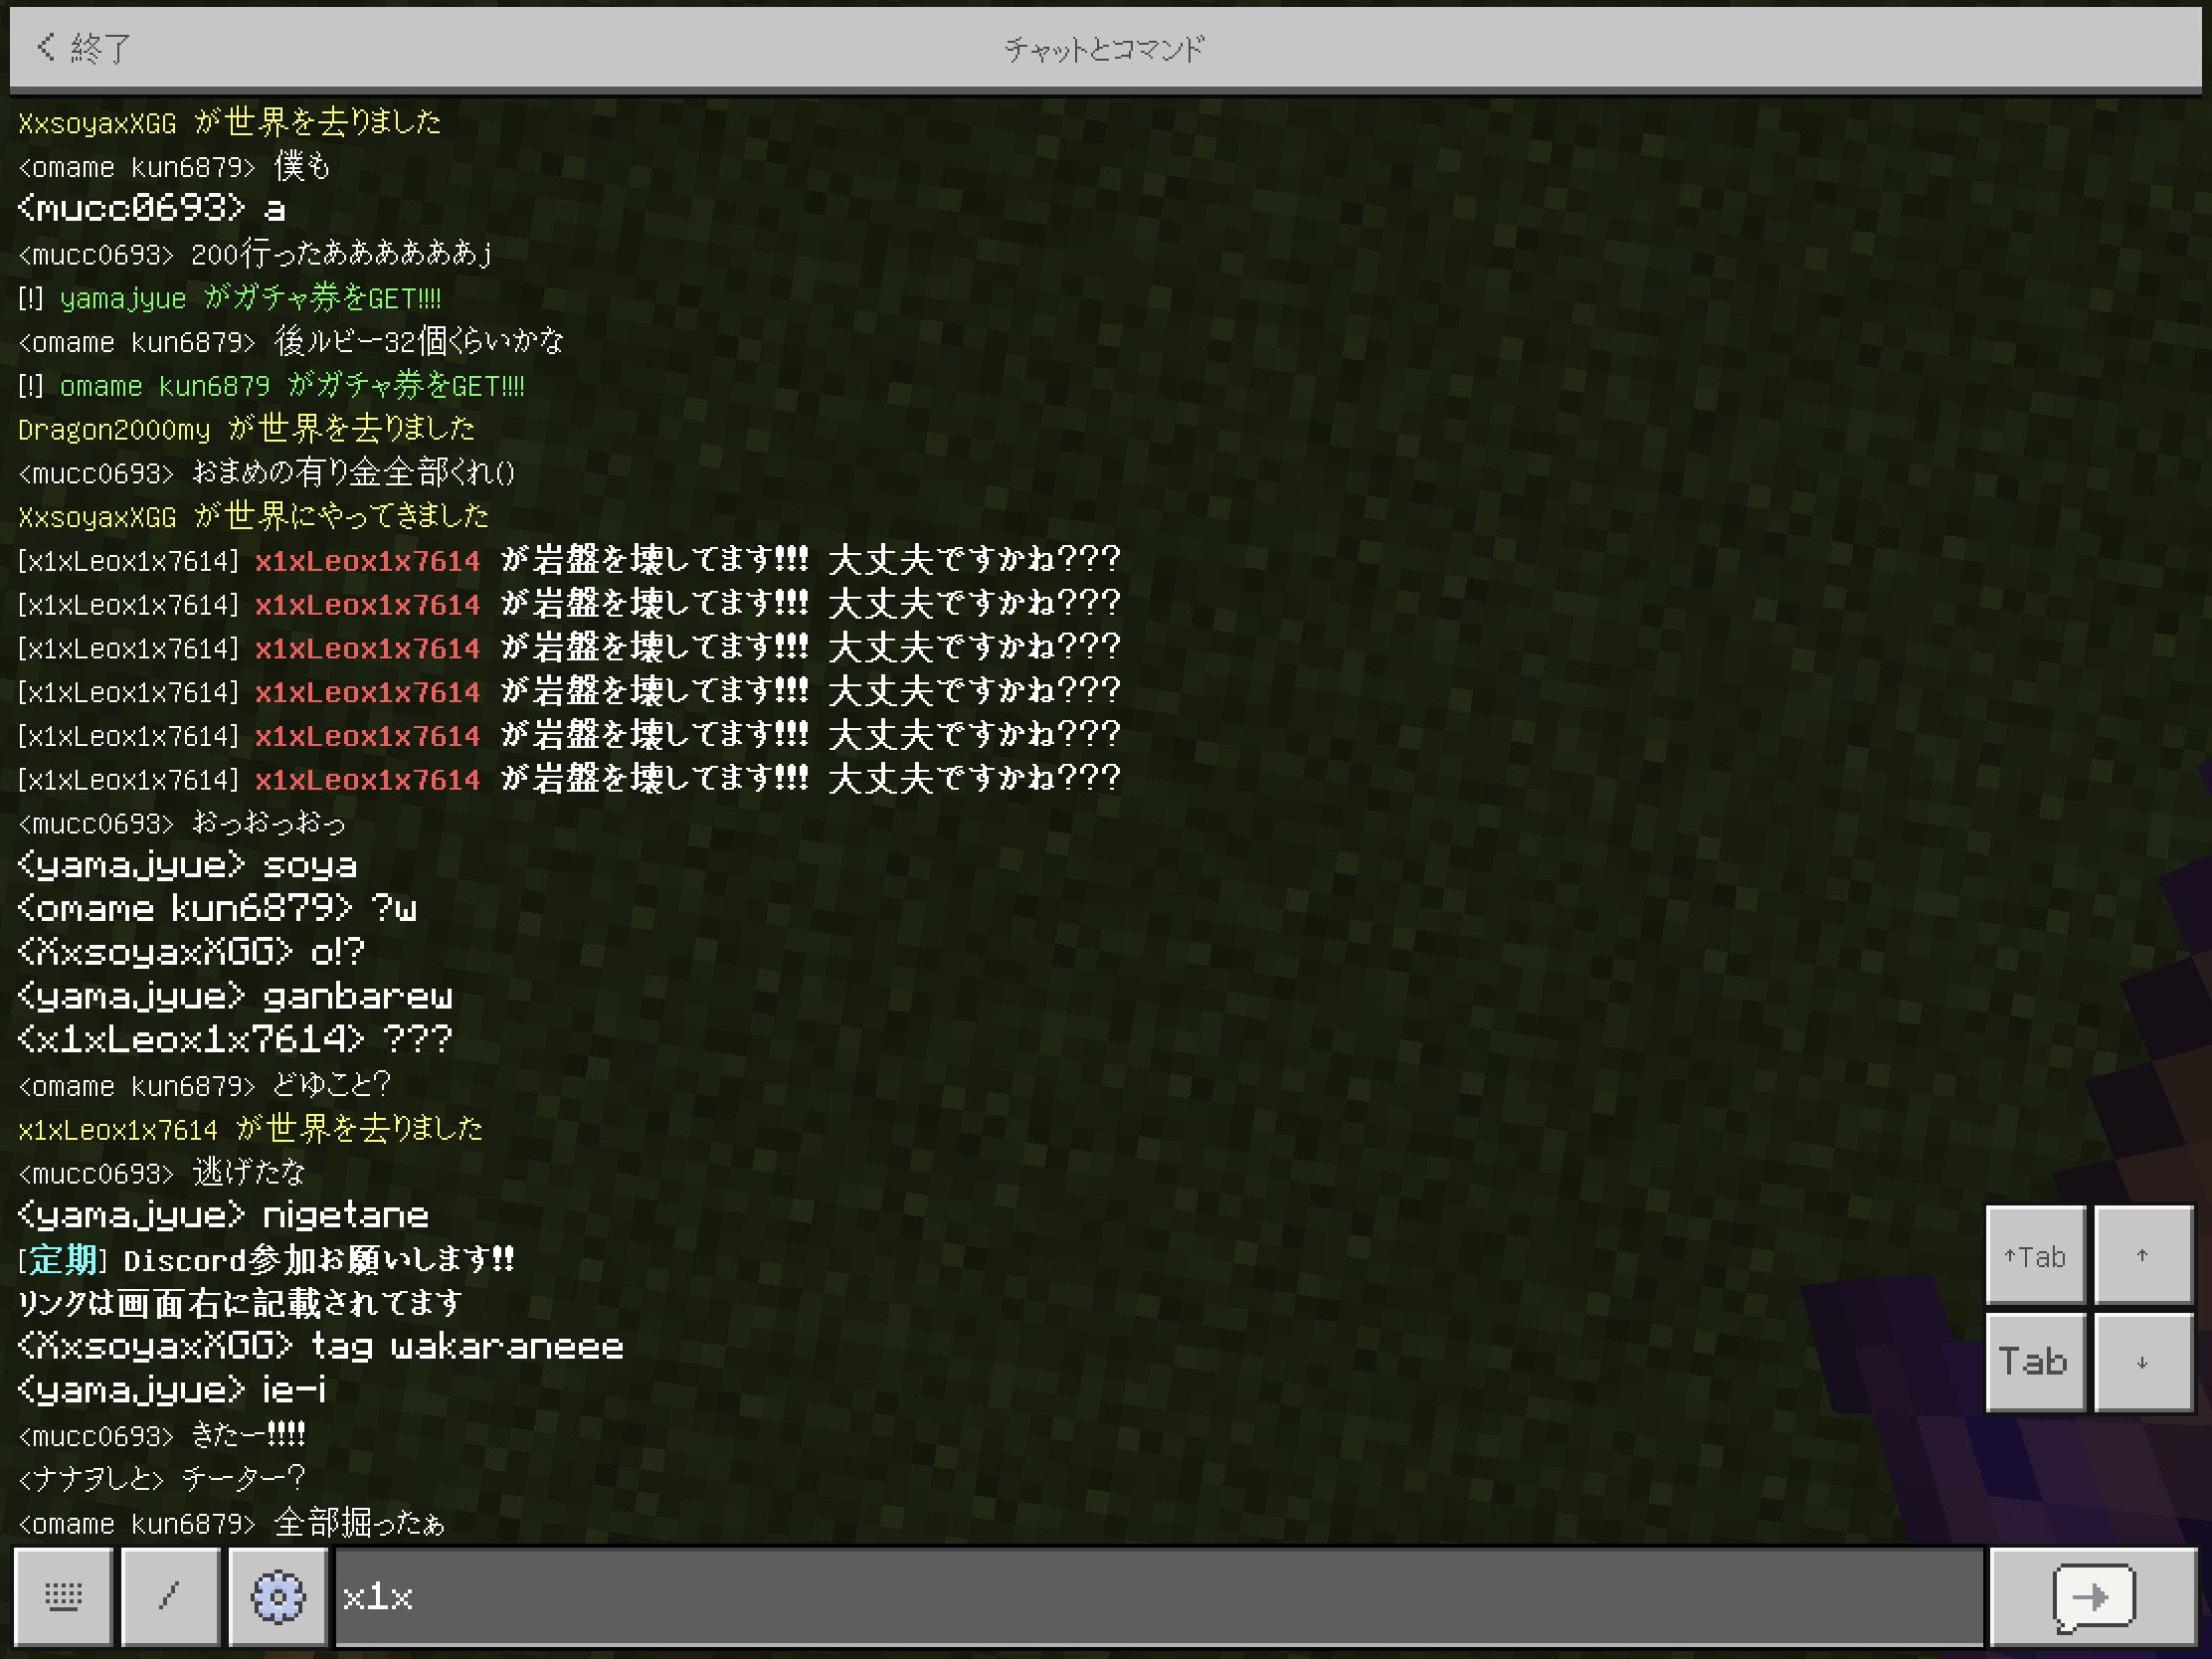 終了
チャットとコマンド
XxsoyaxXGG が世界を去りました
<omame kun6879> 僕も
<mucc0693> a
<mucc0693> 200行ったああああああj
[!] yamajyue がガチャ券をGET!!!!
<omame kun6879> 後ルビー32個くらいかな
[!] omame kun6879 がガチャ券をGET!!!!
Dragon2000my が世界を去りました
<mucc0693> おまめの有り金全部くれ()
XxsoyaxXGG が世界にやってきました
[x1xLeox1x7614] x1xLeox1x7614 が岩盤を壊してます!!! 大丈夫ですかね???
[x1xLeox1x7614] x1xLeox1x7614 が岩盤を壊してます!!! 大丈夫ですかね???
[x1xLeox1x7614] x1xLeox1x7614 が岩盤を壊してます!!! 大丈夫ですかね???
[x1xLeox1x7614] x1xLeox1x7614 が岩盤を壊してます!!! 大丈夫ですかね???
[x1xLeox1x7614] x1xLeox1x7614 が岩盤を壊してます!!! 大丈夫ですかね???
[x1xLeox1x7614] x1xLeox1x7614 が岩盤を壊してます!!! 大丈夫ですかね???
<mucc0693> おっおっおっ
<yamajyue> soya
<omame kun6879> ?w
<XxsoyaxXGG> o!?
<yamajyue> ganbarew
<x1xLeox1x7614> ???
<omame kun6879> どゆこと?
x1xLeox1x7614 が世界を去りました
<mucc0693> 逃げたな
<yamajyue> nigetane
[定期] Discord参加お願いします!!
リンクは画面右に記載されてます
<XxsoyaxXGG> tag wakaraneee
<yamajyue> ie-i
<mucc0693> きたー!!!!
<ナナヲしと> チーター?
<omame kun6879> 全部掘ったぁ
↑Tab
↑
Tab
↓
/
x1x